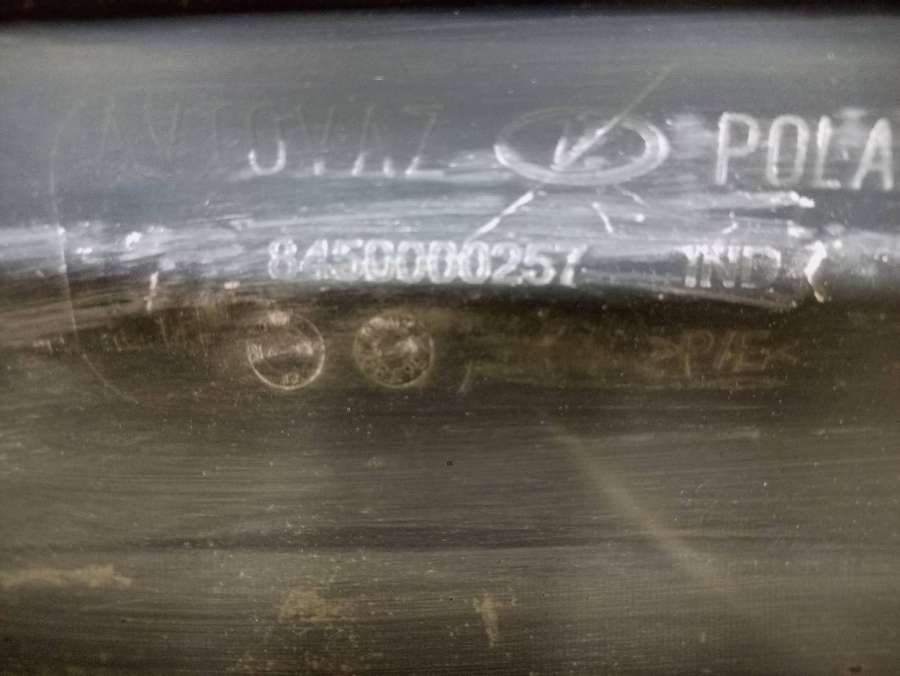 AVTOVAZ POLA
8450000257 IND
>P/E<